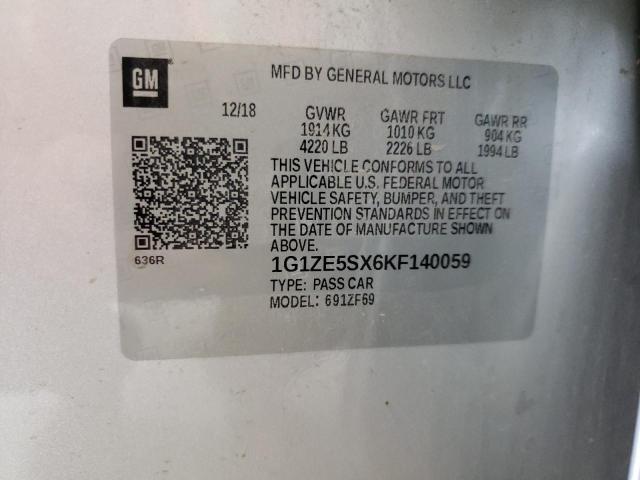 GM
MFD BY GENERAL MOTORS LLC
12/18 GVWR GAWR FRT GAWR RR
1914 KG 1010 KG 904 KG
4220 LB 2226 LB 1994 LB
THIS VEHICLE CONFORMS TO ALL
APPLICABLE U.S. FEDERAL MOTOR
VEHICLE SAFETY, BUMPER, AND THEFT
PREVENTION STANDARDS IN EFFECT ON
THE DATE OF MANUFACTURE SHOWN
ABOVE.
636R
1G1ZE5SX6KF140059
TYPE: PASS CAR
MODEL: 691ZF69